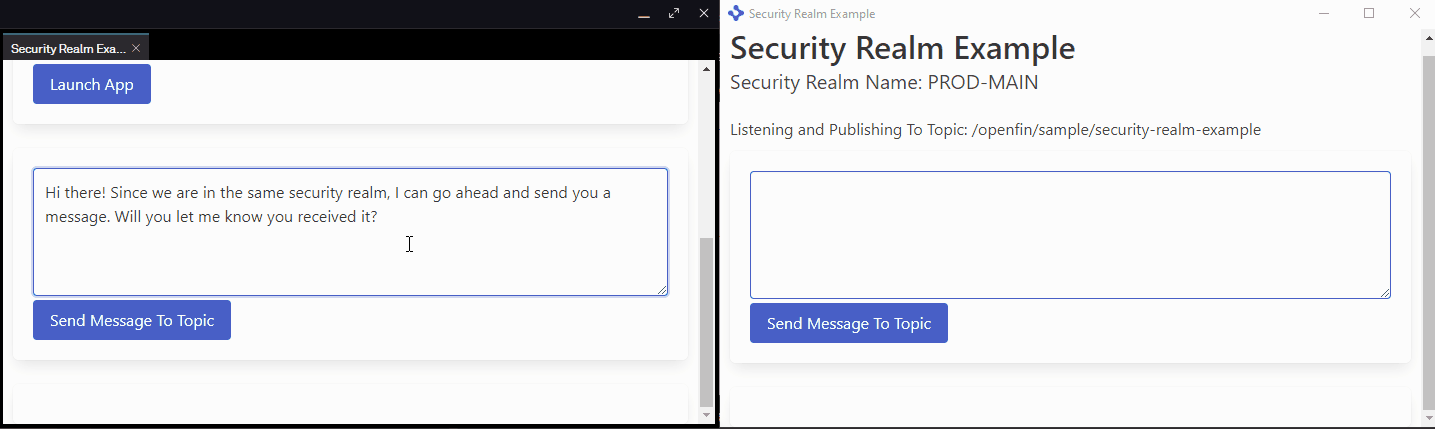 Security Realm Exa...
Launch App
Hi there! Since we are in the same security realm, I can go ahead and send you a
message. Will you let me know you received it?
Send Message To Topic
Security Realm Example
Security Realm Example
Security Realm Name: PROD-MAIN
Listening and Publishing To Topic: /openfin/sample/security-realm-example
Send Message To Topic